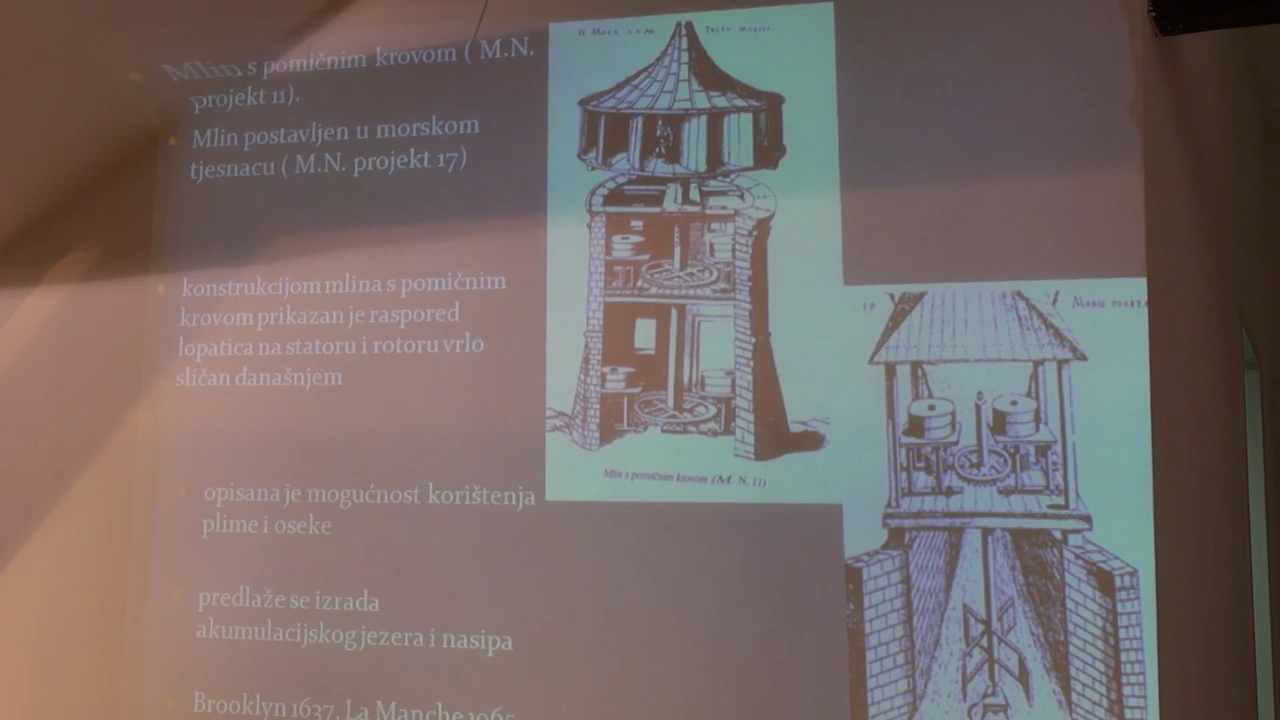 Mlin s pomičnim krovom ( M.N.
projekt 11).
Mlin postavljen u morskom
tjesnacu ( M.N. projekt 17)
konstrukcijom mlina s pomičnim
krovom prikazan je raspored
lopatica na statoru i rotoru vrlo
sličan današnjem
opisana je mogućnost korištenja
plime i oseke
predlaže se izrada
akumulacijskog jezera i nasipa
Brooklyn 1637. La Manche 1965
Mlin s pomičnim krovom (M. N. 11)